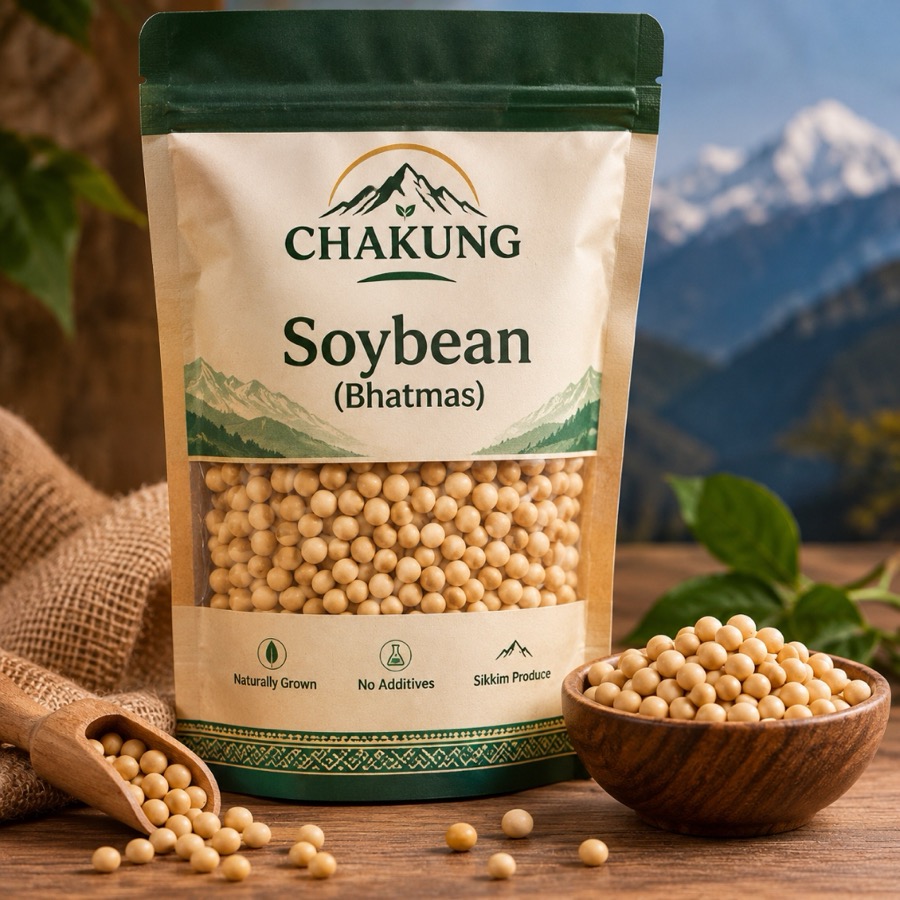 CHAKUNG
Soybean
(Bhatmas)
Naturally Grown
No Additives
Sikkim Produce